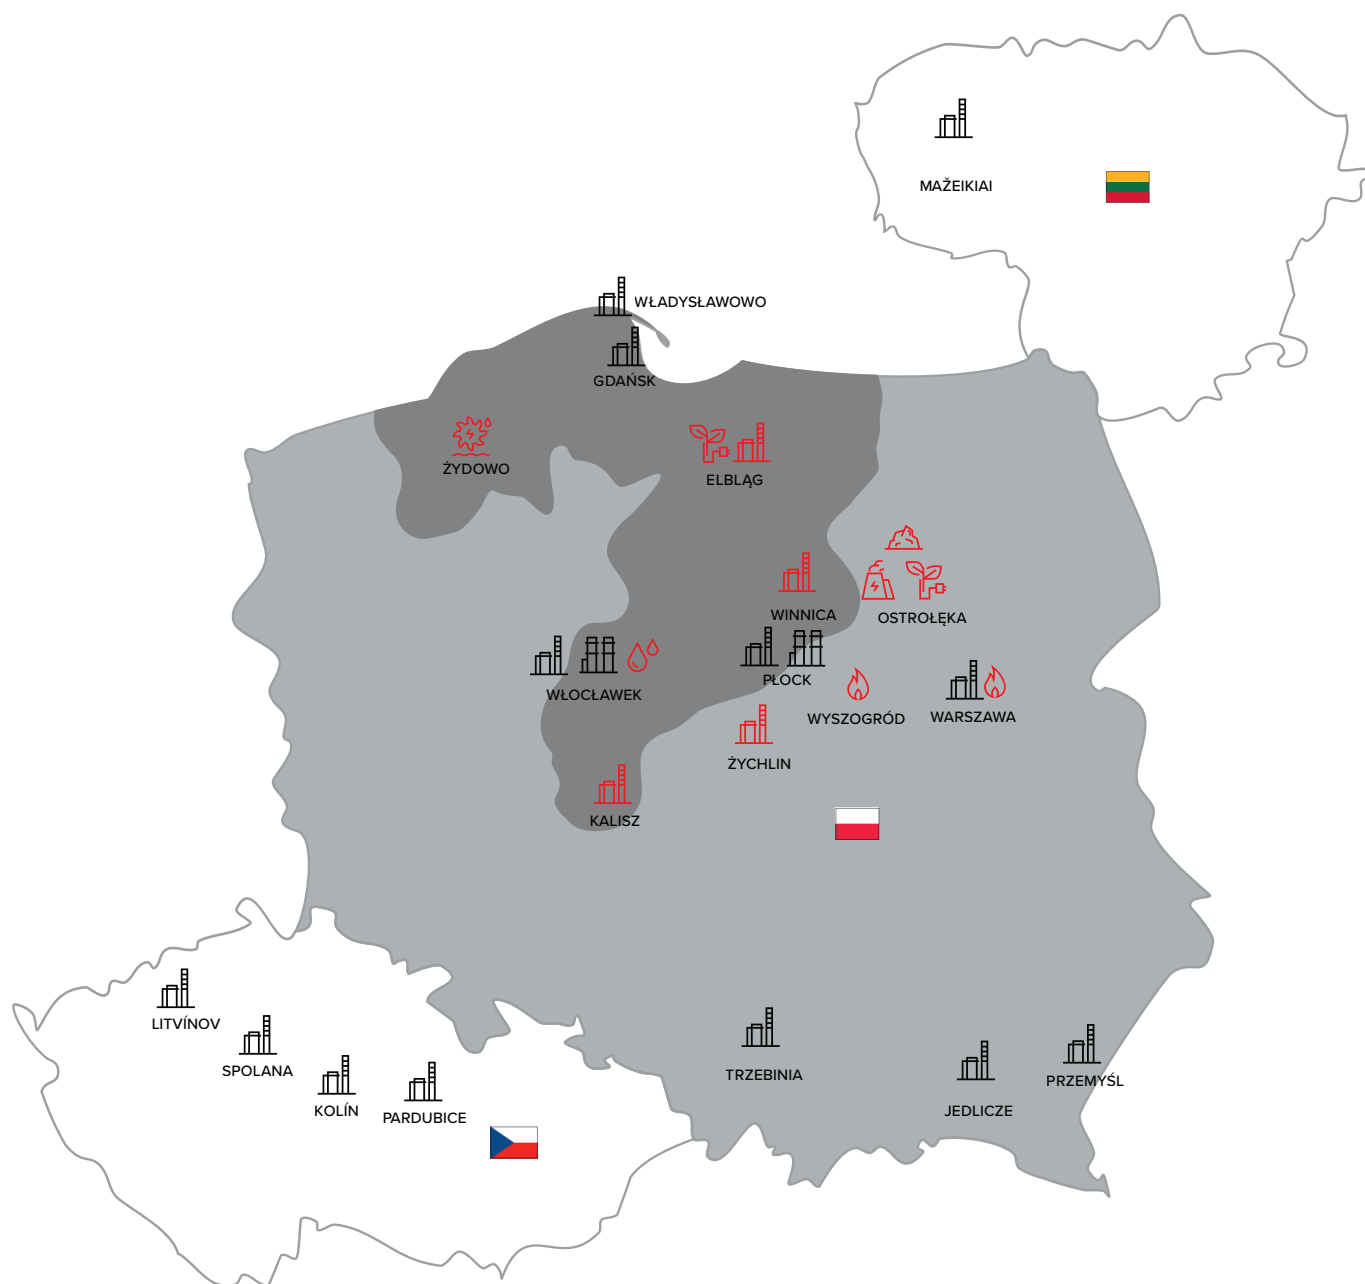 MAŽEIKIAI
WŁADYSŁAWOWO
GDAŃSK
ŻYDOWO
ELBLĄG
WINNICA
OSTROŁĘKA
PŁOCK
WŁOCŁAWEK
WYSZOGRÓD
WARSZAWA
ŻYCHLIN
KALISZ
LITVÍNOV
SPOLANA
KOLÍN
PARDUBICE
TRZEBINIA
JEDLICZE
PRZEMYŚL